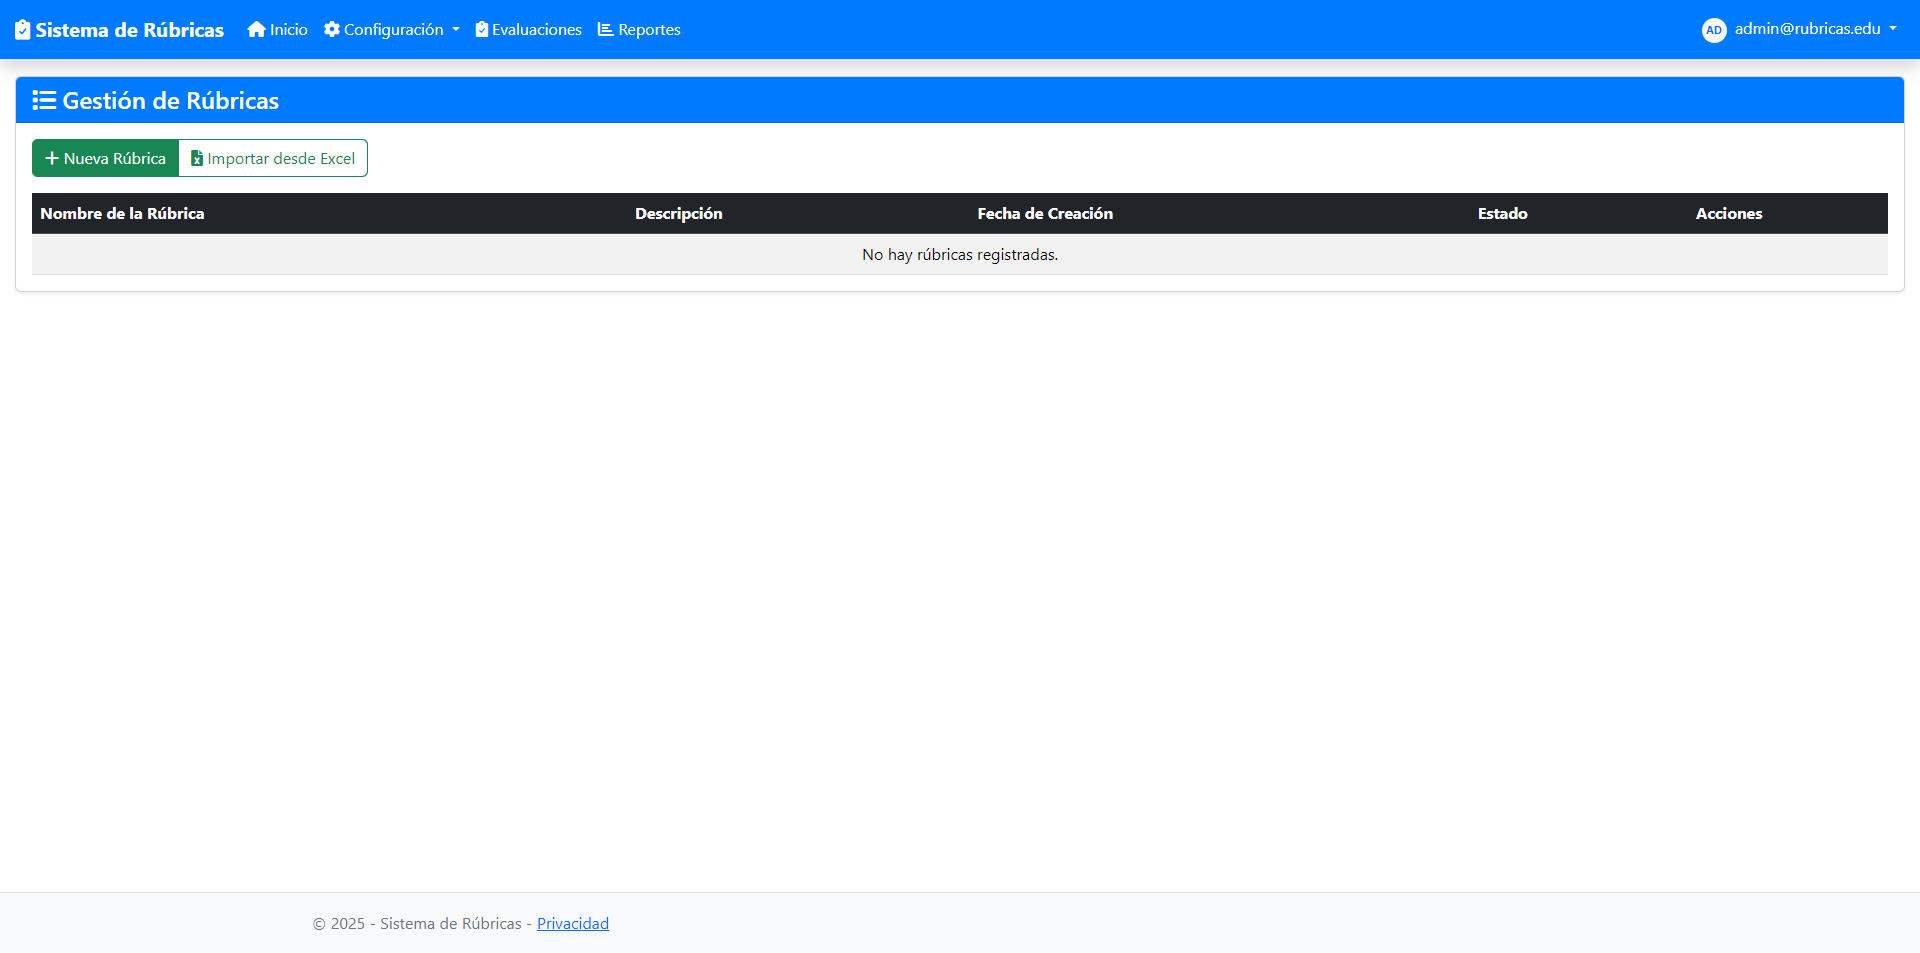 Sistema de Rúbricas Inicio Configuración Evaluaciones Reportes AD admin@rubricas.edu
Gestión de Rúbricas
Nueva Rúbrica Importar desde Excel
Nombre de la Rúbrica Descripción Fecha de Creación Estado Acciones
No hay rúbricas registradas.
© 2025 - Sistema de Rúbricas - Privacidad